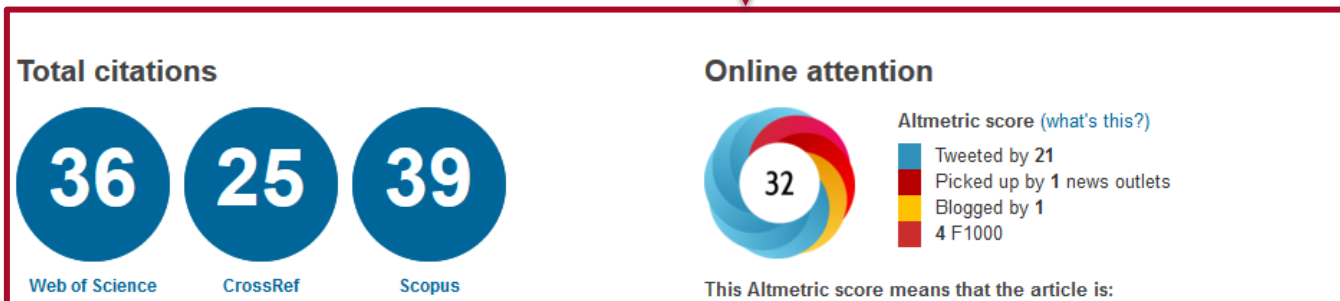 Total citations
36 25 39
Web of Science CrossRef Scopus
Online attention
32
Altmetric score (what's this?)
Tweeted by 21
Picked up by 1 news outlets
Blogged by 1
4 F1000
This Altmetric score means that the article is: